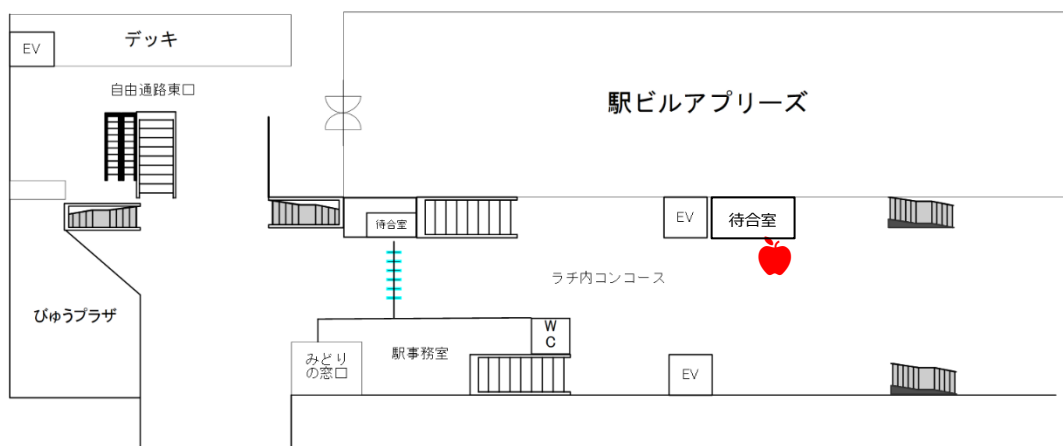 デッキ
EV
自由通路東口
駅ビルアプリーズ
待合室
EV
待合室
ラチ内コンコース
びゅうプラザ
W
C
駅事務室
みどり
の窓口
EV